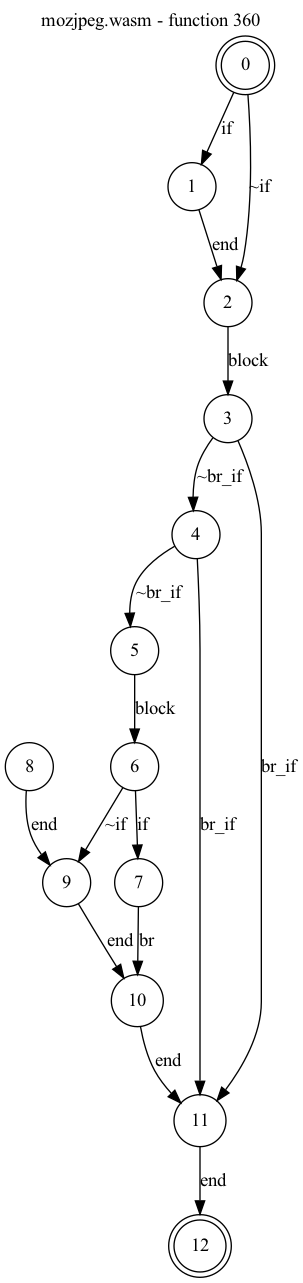 mozjpeg.wasm - function 360
0
if
1
~if
end
2
block
3
~br_if
4
~br_if
5
block
8
6
br_if
br_if
end
~if
if
9
7
end
br
10
end
11
end
12